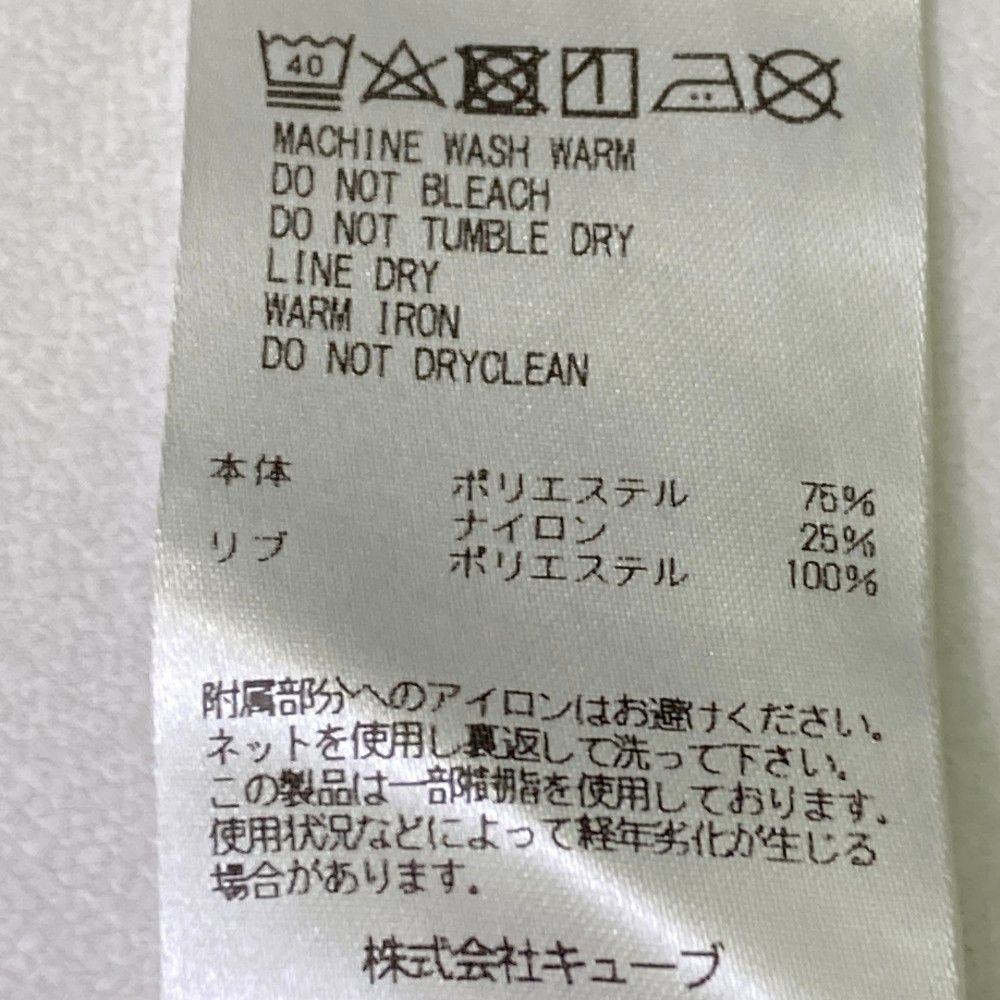 40
MACHINE WASH WARM
DO NOT BLEACH
DO NOT TUMBLE DRY
LINE DRY
WARM IRON
DO NOT DRYCLEAN
本体 ポリエステル 75%
ナイロン 25%
リブ ポリエステル 100%
附属部分へのアイロンはお避けください。
ネットを使用し裏返して洗って下さい。
この製品は一部樹脂を使用しております。
使用状況などによって経年劣化が生じる
場合があります。
株式会社キューブ